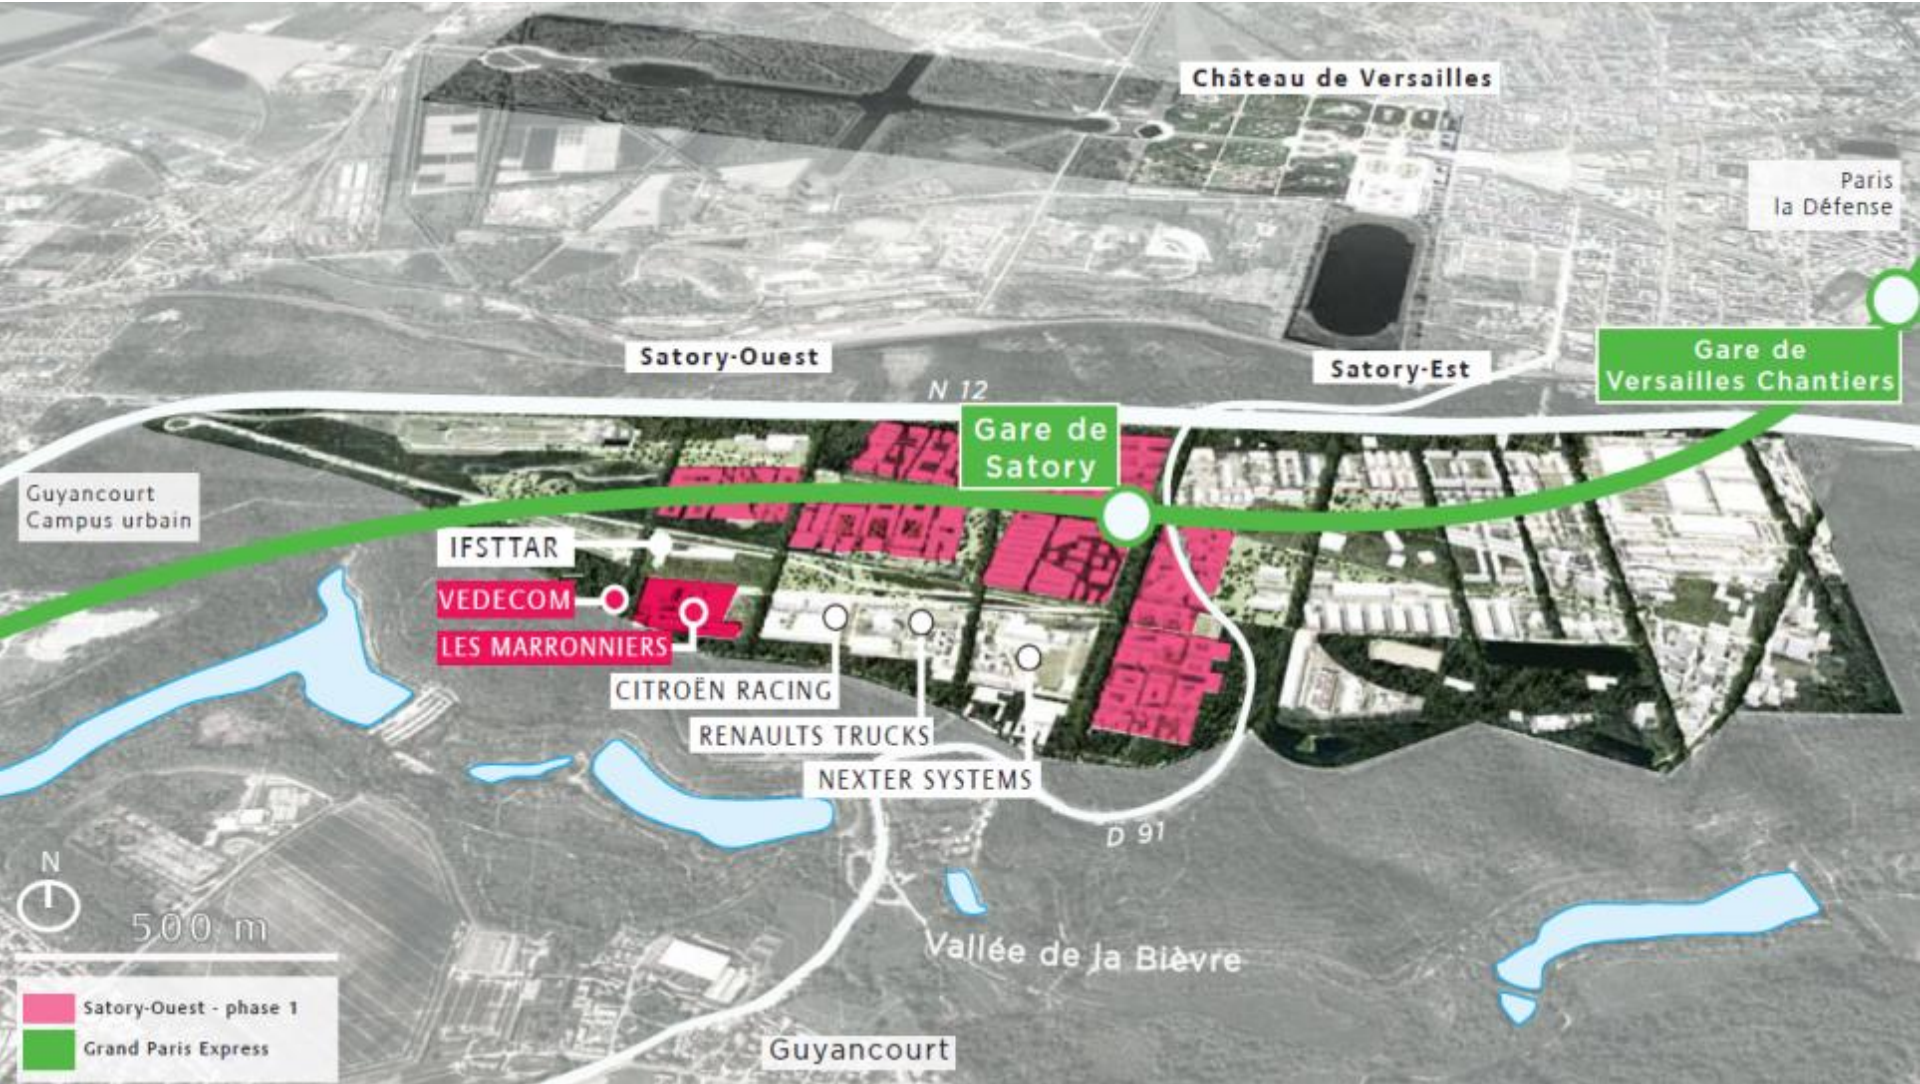 Château de Versailles
Paris
la Défense
Satory-Ouest
Satory-Est
Gare de
Versailles Chantiers
N 12
Gare de
Satory
Guyancourt
Campus urbain
IFSTTAR
VEDECOM
LES MARRONNIERS
CITROËN RACING
RENAULTS TRUCKS
NEXTER SYSTEMS
D 91
N
500 m
Vallée de la Bièvre
Satory-Ouest - phase 1
Grand Paris Express
Guyancourt